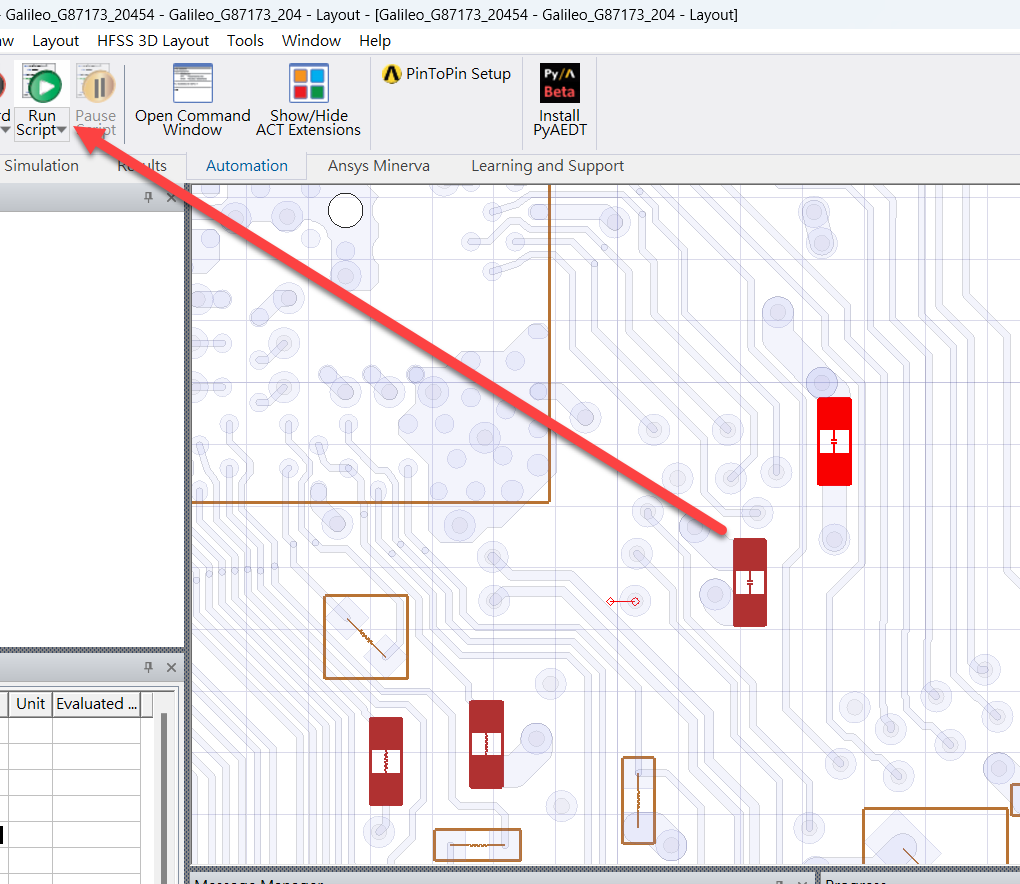 - Galileo_G87173_20454 - Galileo_G87173_204 - Layout - [Galileo_G87173_20454 - Galileo_G87173_204 - Layout]
aw Layout HFSS 3D Layout Tools Window Help
PinToPin Setup
Py/Λ
Beta
rd Run Pause Open Command Show/Hide Install
Script Script Window ACT Extensions PyAEDT
Simulation Results Automation Ansys Minerva Learning and Support
Unit Evaluated ...
Message Manager Progress